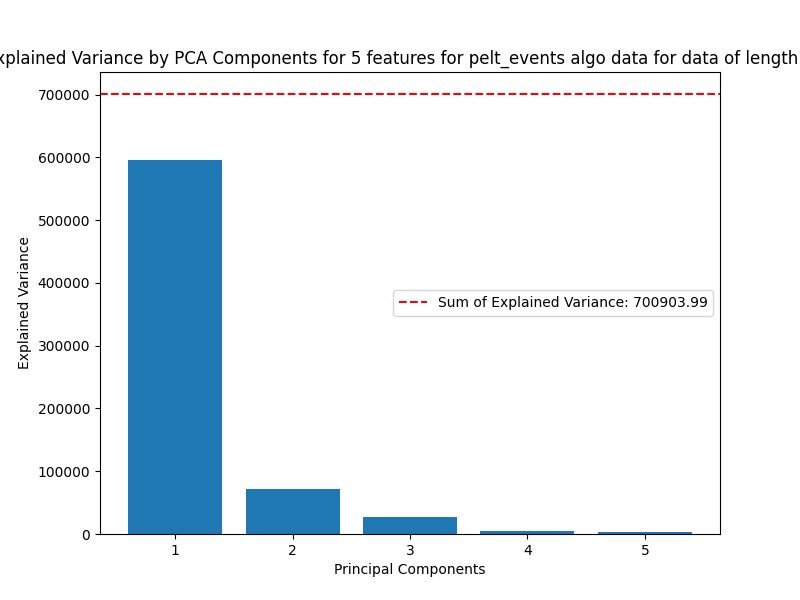 Explained Variance by PCA Components for 5 features for pelt_events algo data for data of length
700000
600000
500000
400000
300000
200000
100000
0
Explained Variance
Sum of Explained Variance: 700903.99
1 2 3 4 5
Principal Components